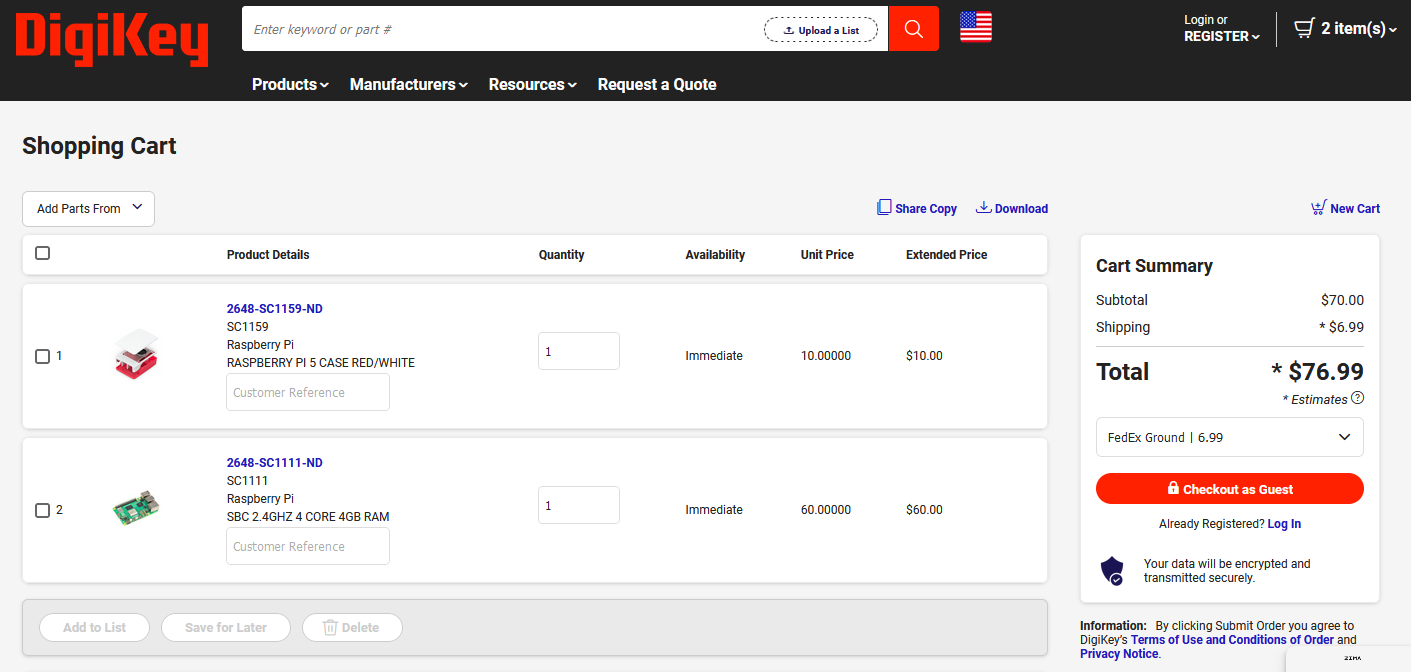 DigiKey
Enter keyword or part #
Upload a List
Login or
REGISTER
2 item(s)
Products
Manufacturers
Resources
Request a Quote
Shopping Cart
Add Parts From
Share Copy
Download
New Cart
Product Details
Quantity
Availability
Unit Price
Extended Price
1
2648-SC1159-ND
SC1159
Raspberry Pi
RASPBERRY PI 5 CASE RED/WHITE
Customer Reference
1
Immediate
10.00000
$10.00
2
2648-SC1111-ND
SC1111
Raspberry Pi
SBC 2.4GHZ 4 CORE 4GB RAM
Customer Reference
1
Immediate
60.00000
$60.00
Add to List
Save for Later
Delete
Cart Summary
Subtotal $70.00
Shipping * $6.99
Total * $76.99
* Estimates ?
FedEx Ground | 6.99
Checkout as Guest
Already Registered? Log In
Your data will be encrypted and
transmitted securely.
Information: By clicking Submit Order you agree to
DigiKey's Terms of Use and Conditions of Order and
Privacy Notice.
ZIMA